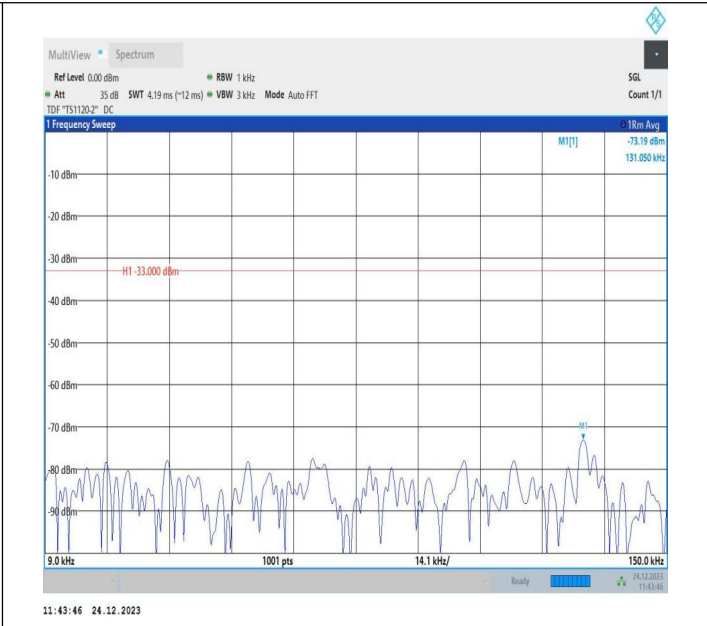 R S
MultiView Spectrum
Ref Level 0.00 dBm RBW 1 kHz SGL
Att 35 dB SWT 4.19 ms (~12 ms) VBW 3 kHz Mode Auto FFT Count 1/1
TDF "TS1120-2" DC
1 Frequency Sweep 1Rm Avg
M1[1] -73.19 dBm
131.050 kHz
-10 dBm
-20 dBm
-30 dBm
H1 -33.000 dBm
-40 dBm
-50 dBm
-60 dBm
-70 dBm
M1
-80 dBm
-90 dBm
9.0 kHz 1001 pts 14.1 kHz/ 150.0 kHz
Ready 24.12.2023
11:43:46
11:43:46 24.12.2023